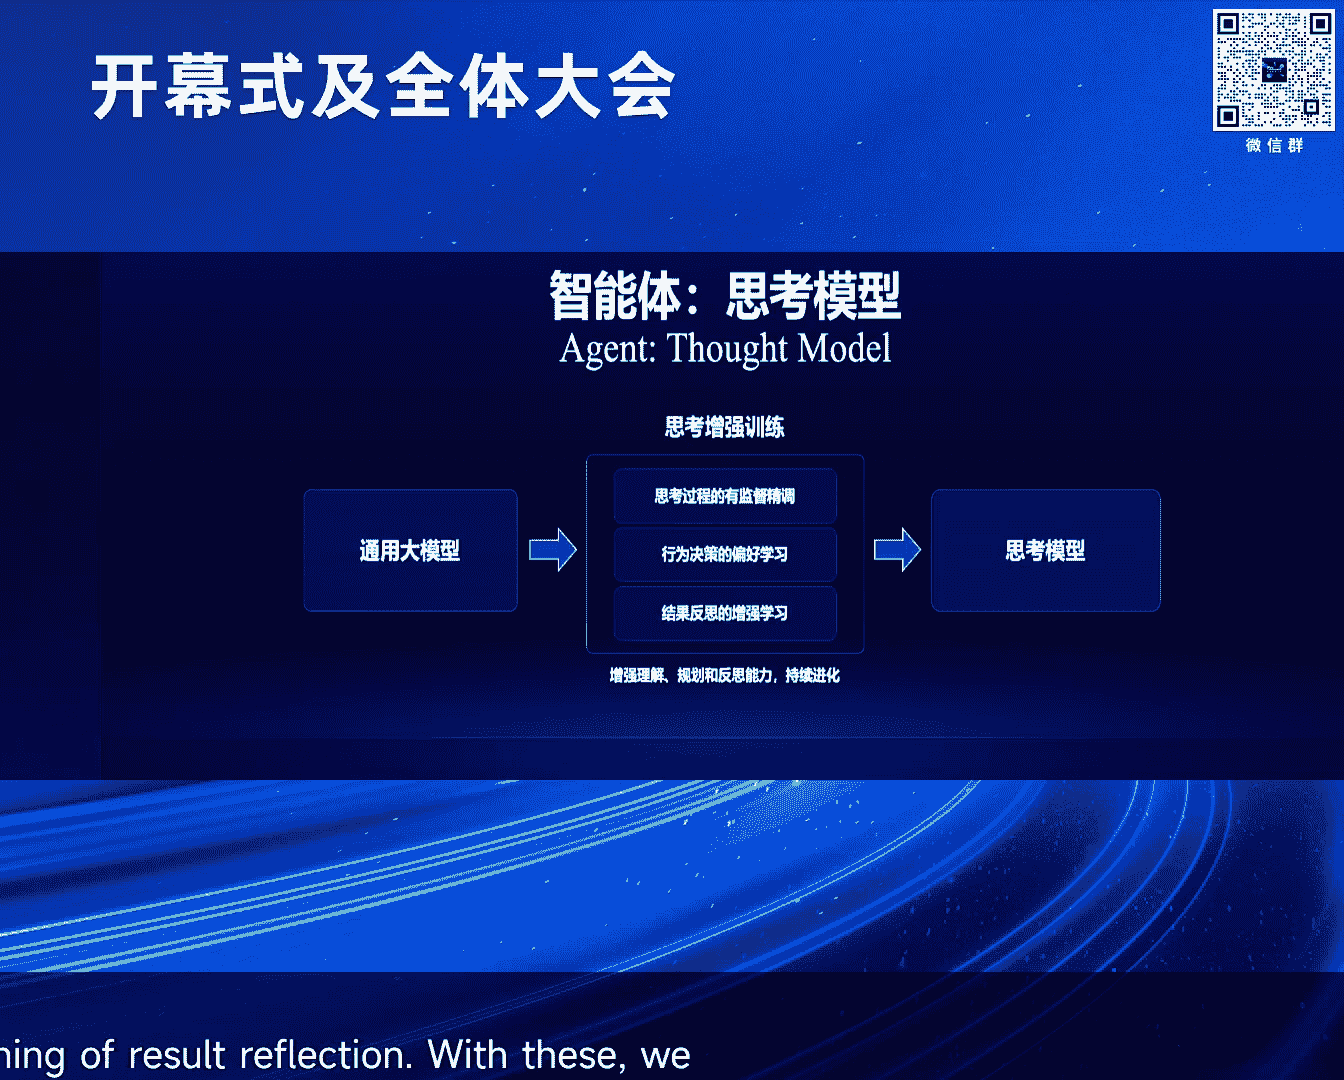 开幕式及全体大会
微信群
智能体：思考模型
Agent: Thought Model
思考增强训练
通用大模型
思考过程的有监督精调
行为决策的偏好学习
结果反思的增强学习
思考模型
增强理解、规划和反思能力，持续进化
of result reflection. With these, we